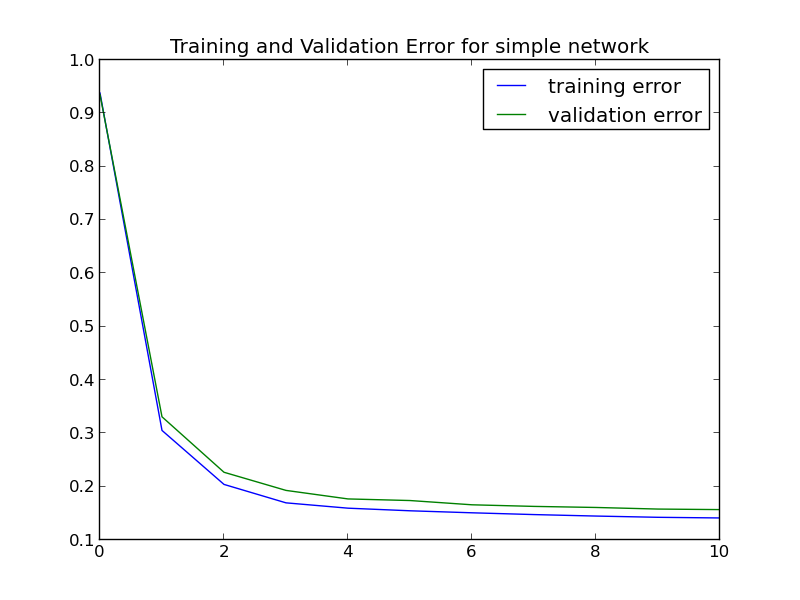 Training and Validation Error for simple network
training error
validation error
1.0
0.9
0.8
0.7
0.6
0.5
0.4
0.3
0.2
0.1
0 2 4 6 8 10